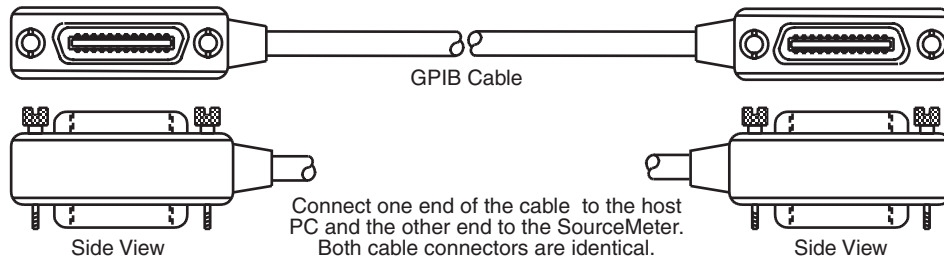 GPIB Cable
Connect one end of the cable to the host
PC and the other end to the SourceMeter.
Both cable connectors are identical.
Side View
Side View